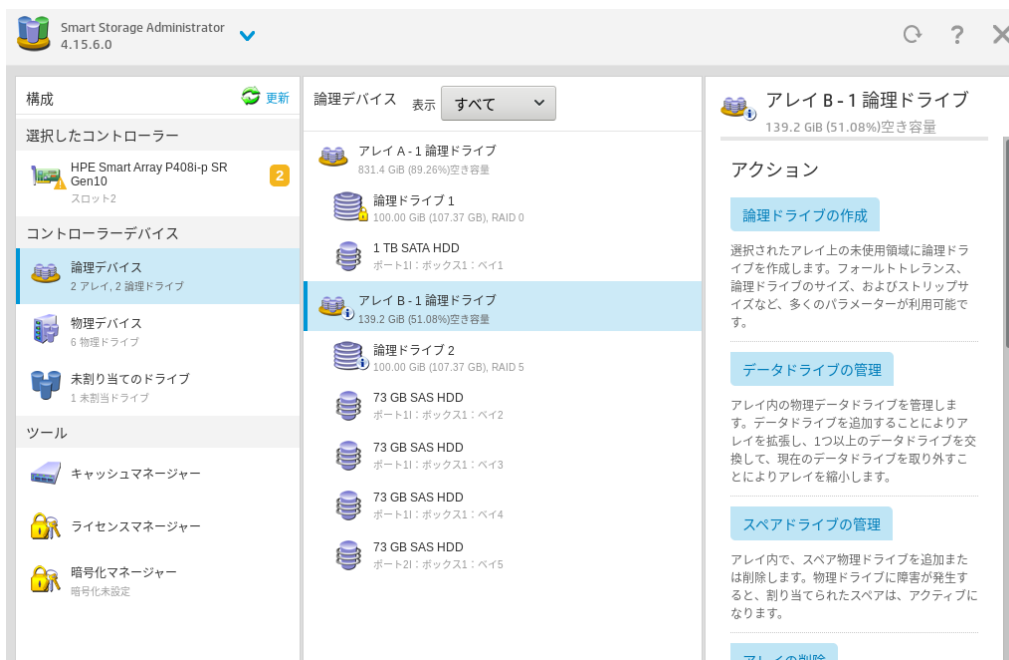 Smart Storage Administrator
4.15.6.0
?
構成
更新
選択したコントローラー
HPE Smart Array P408i-p SR
Gen10
スロット2
2
コントローラーデバイス
論理デバイス
2 アレイ, 2 論理ドライブ
物理デバイス
6 物理ドライブ
未割り当てのドライブ
1 未割当ドライブ
ツール
キャッシュマネージャー
ライセンスマネージャー
暗号化マネージャー
暗号化未設定
論理デバイス 表示 すべて
アレイ A - 1 論理ドライブ
831.4 GiB (89.26%)空き容量
論理ドライブ 1
100.00 GiB (107.37 GB), RAID 0
1 TB SATA HDD
ポート1I : ボックス1 : ベイ1
アレイ B - 1 論理ドライブ
139.2 GiB (51.08%)空き容量
論理ドライブ 2
100.00 GiB (107.37 GB), RAID 5
73 GB SAS HDD
ポート1I : ボックス1 : ベイ2
73 GB SAS HDD
ポート1I : ボックス1 : ベイ3
73 GB SAS HDD
ポート1I : ボックス1 : ベイ4
73 GB SAS HDD
ポート2I : ボックス1 : ベイ5
アレイ B - 1 論理ドライブ
139.2 GiB (51.08%)空き容量
アクション
論理ドライブの作成
選択されたアレイ上の未使用領域に論理ドラ
イブを作成します。フォールトトレランス、
論理ドライブのサイズ、およびストリップサ
イズなど、多くのパラメーターが利用可能で
す。
データドライブの管理
アレイ内の物理データドライブを管理しま
す。データドライブを追加することによりア
レイを拡張し、1つ以上のデータドライブを交
換して、現在のデータドライブを取り外すこ
とによりアレイを縮小します。
スペアドライブの管理
アレイ内で、スペア物理ドライブを追加また
は削除します。物理ドライブに障害が発生す
ると、割り当てられたスペアは、アクティブに
なります。
アレイの削除